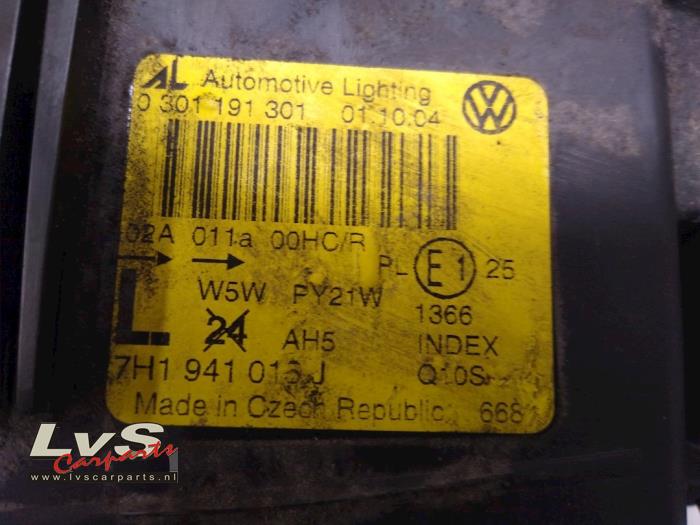 AL Automotive Lighting
0 301 191 301 01.10.04
02A 011a 00HC/R
PL E1 25
W5W PY21W 1366
L 24 AH5 INDEX
7H1 941 015 J Q10S
Made in Czech Republic 668
LvS
Carparts
www.lvscarparts.nl